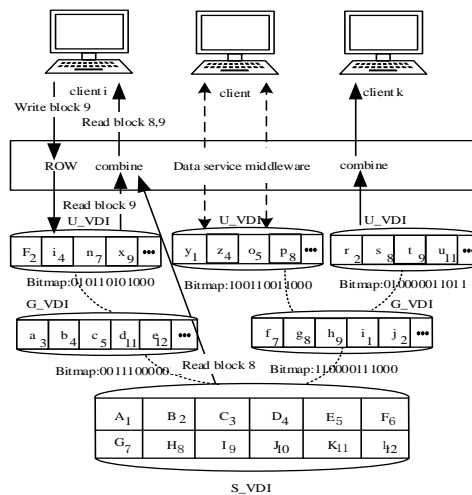 client i client client k
Write block 9
Read block 8,9
ROW combine Data service middleware combine
Read block 9
U_VDI U_VDI U_VDI
F2 i4 n7 x9 ••• y1 z4 o5 p8 ••• r2 s8 t9 u11 •••
Bitmap:010110101000 Bitmap:100110011000 Bitmap:010000011011
G_VDI G_VDI
a3 b4 c5 d11 e12 ••• f7 g8 h9 i1 j2 •••
Bitmap:0011100000 Read block 8 Bitmap:110000111000
A1 B2 C3 D4 E5 F6
G7 H8 I9 J10 K11 l12
S_VDI